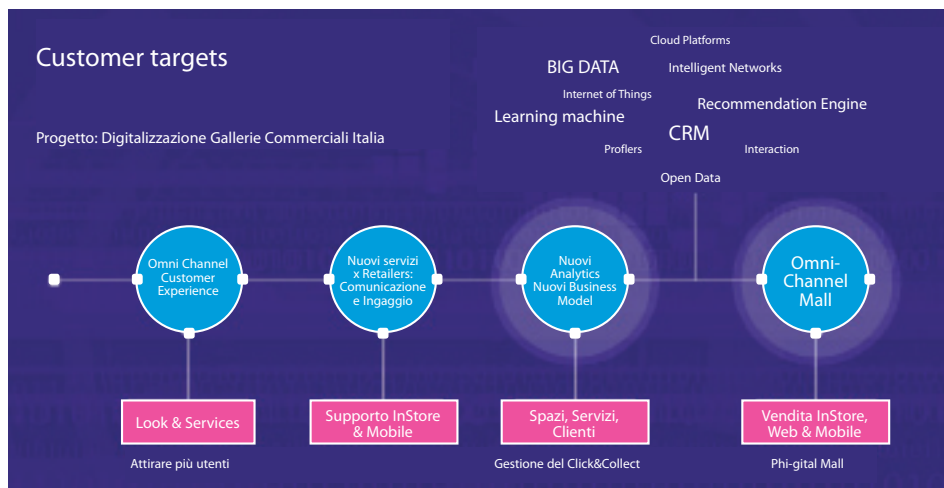 Customer targets
Progetto: Digitalizzazione Gallerie Commerciali Italia
Cloud Platforms
BIG DATA
Intelligent Networks
Internet of Things
Recommendation Engine
Learning machine
CRM
Proflers
Interaction
Open Data
Omni Channel
Customer
Experience
Nuovi servizi
x Retailers:
Comunicazione
e Ingaggio
Nuovi
Analytics
Nuovi Business
Model
Omni-
Channel
Mall
Look & Services
Supporto InStore
& Mobile
Spazi, Servizi,
Clienti
Vendita InStore,
Web & Mobile
Attirare più utenti
Gestione del Click&Collect
Phi-gital Mall